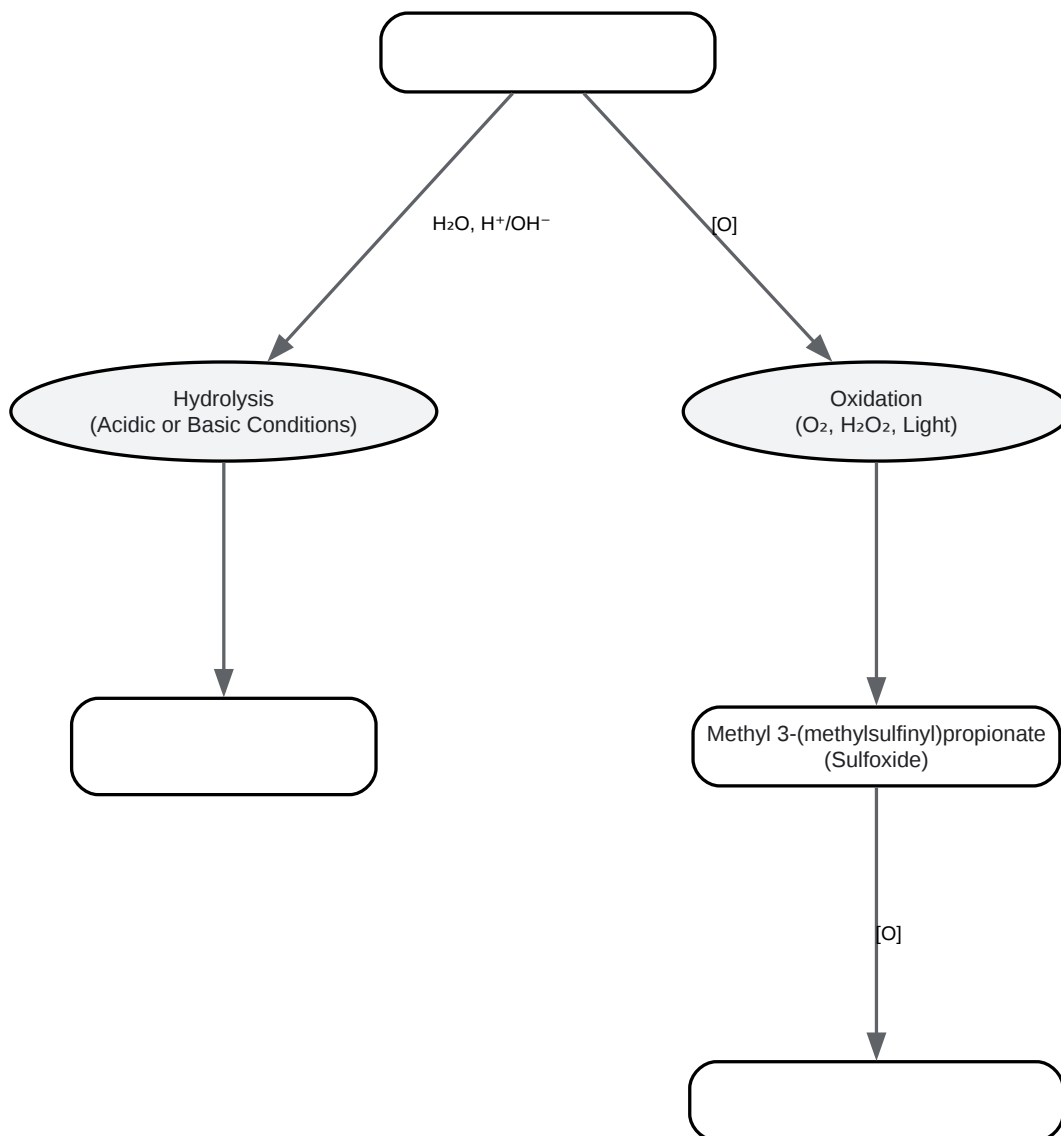 H₂O, H⁺/OH⁻
[O]
Hydrolysis
(Acidic or Basic Conditions)
Oxidation
(O₂, H₂O₂, Light)
Methyl 3-(methylsulfinyl)propionate
(Sulfoxide)
[O]